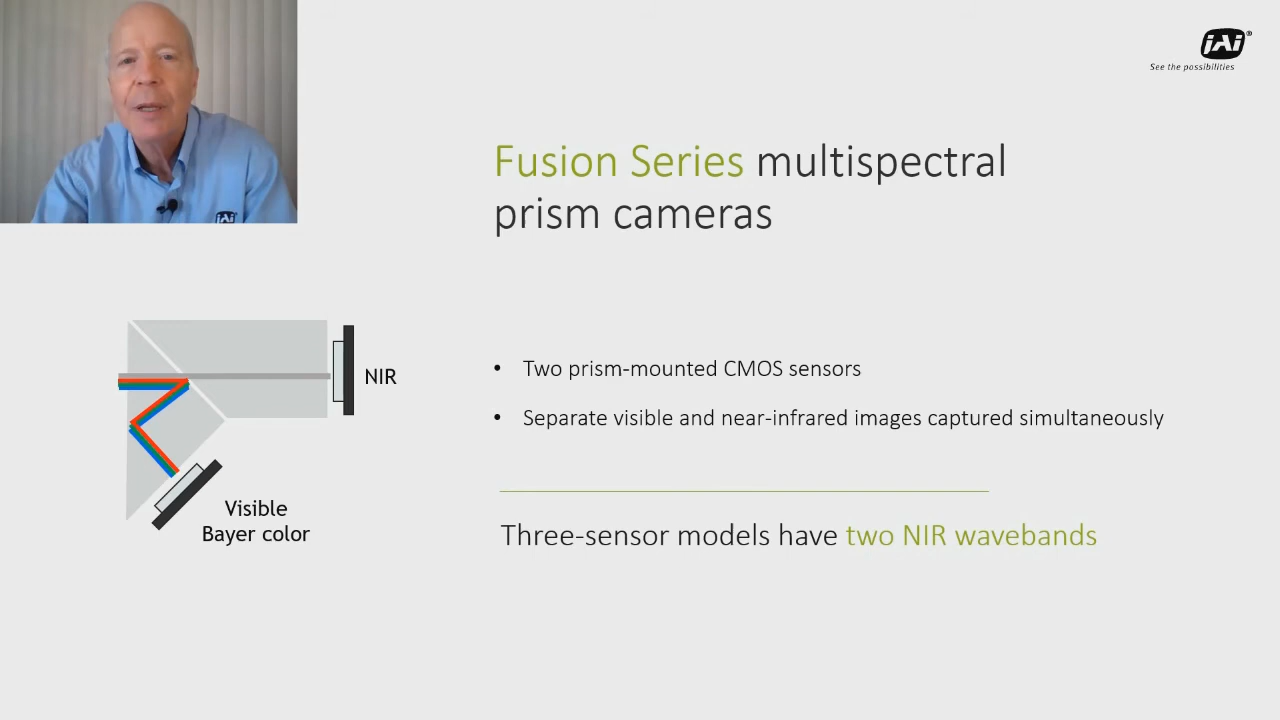 jAi®
See the possibilities
jAi
Fusion Series multispectral
prism cameras
NIR
Visible
Bayer color
• Two prism-mounted CMOS sensors
• Separate visible and near-infrared images captured simultaneously
Three-sensor models have two NIR wavebands